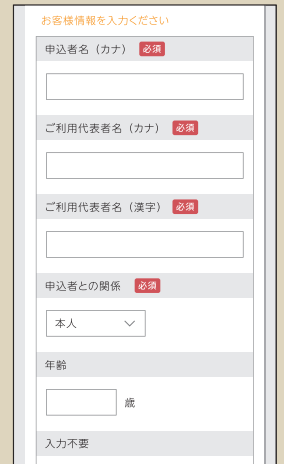 お客様情報を入力ください
申込者名（カナ） 必須
ご利用代表者名（カナ） 必須
ご利用代表者名（漢字） 必須
申込者との関係 必須
本人
年齢
歳
入力不要